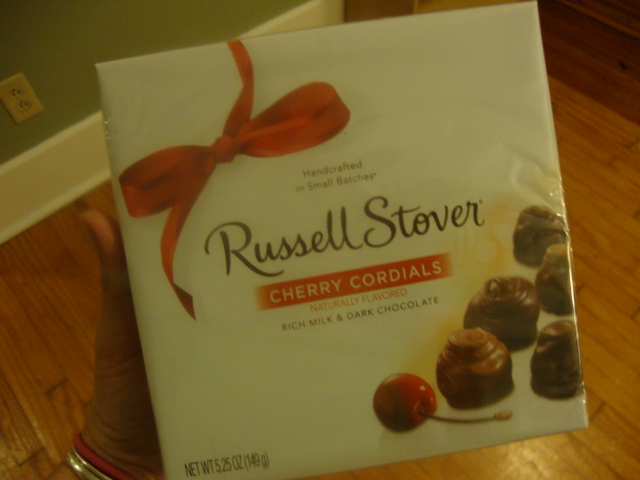 Handcrafted
in Small Batches®
Russell Stover®
CHERRY CORDIALS
NATURALLY FLAVORED
RICH MILK & DARK CHOCOLATE
NET WT 5.25 OZ (149 g)